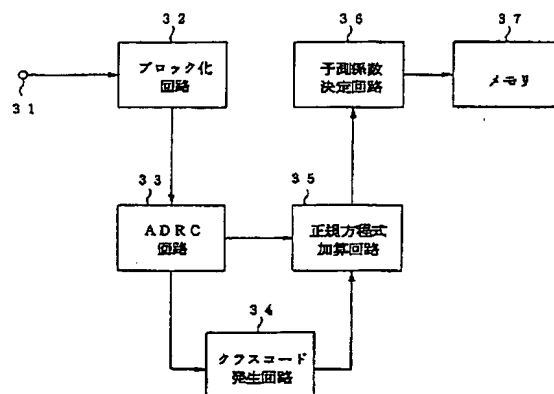 32
ブロック化
回路
31
33
ADRC
回路
34
クラスコード
発生回路
35
正規方程式
加算回路
36
予測係数
決定回路
37
メモリ